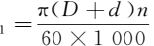 ₁ = π(D + d)n / 60 × 1 000